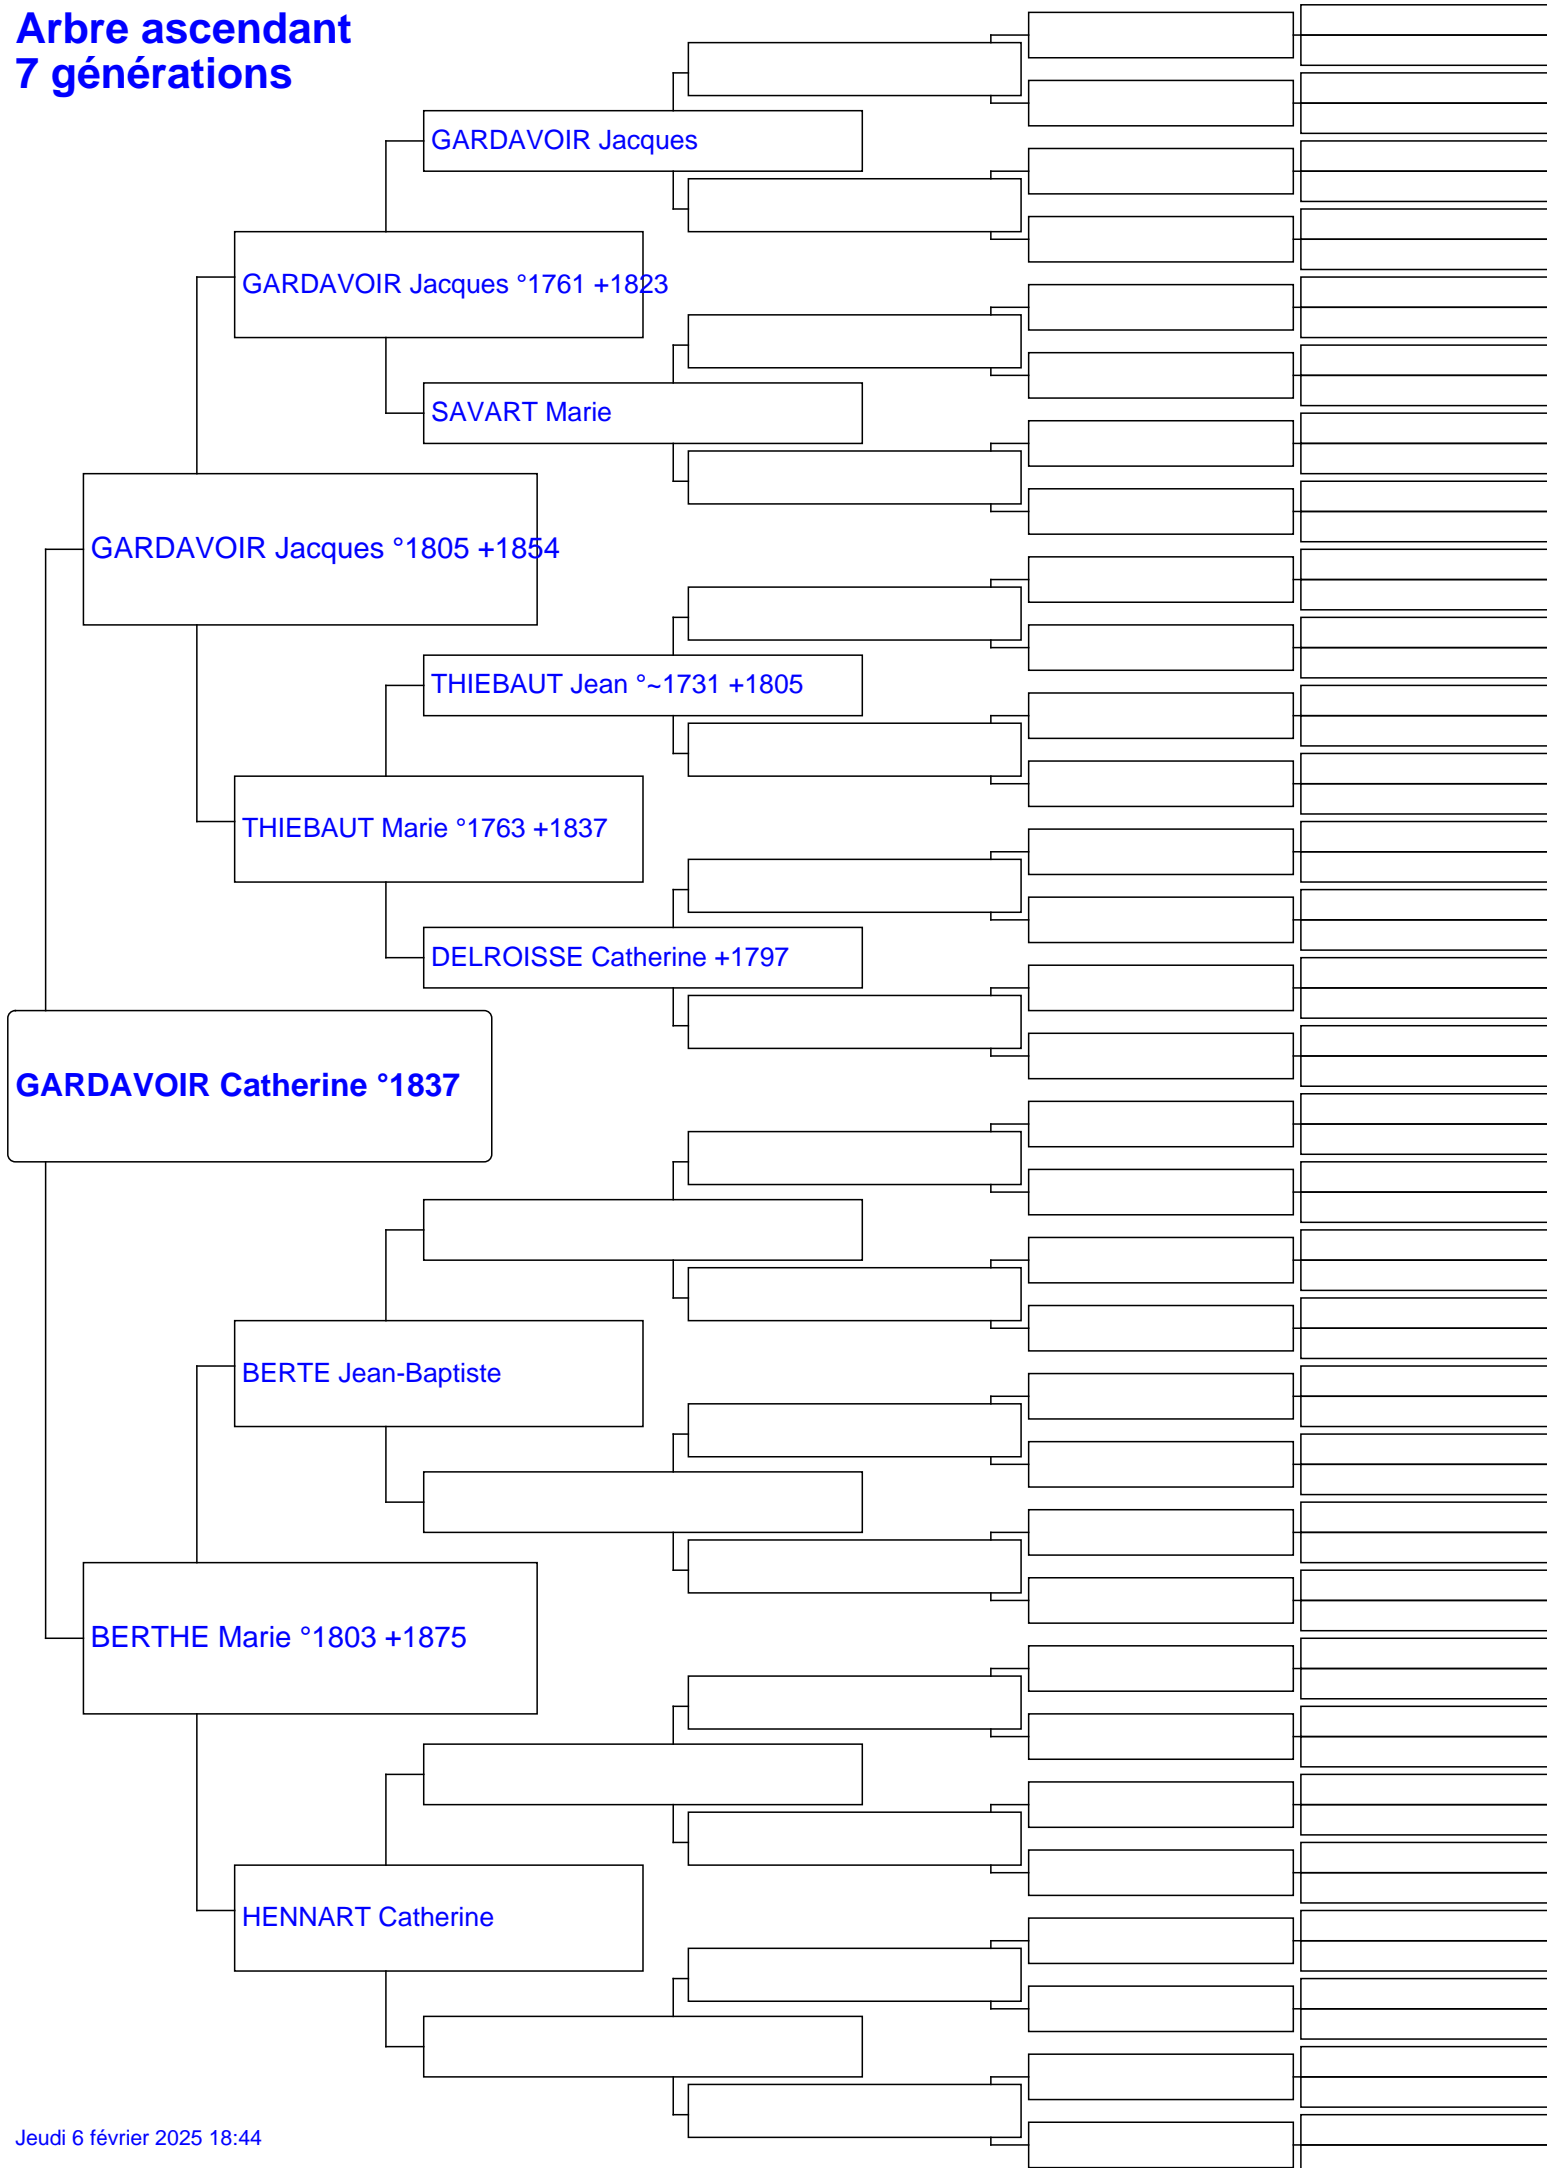 Arbre ascendant
7 générations
GARDAVOIR Jacques
GARDAVOIR Jacques °1761 +1823
SAVART Marie
GARDAVOIR Jacques °1805 +1854
THIEBAUT Jean °~1731 +1805
THIEBAUT Marie °1763 +1837
DELROISSE Catherine +1797
GARDAVOIR Catherine °1837
BERTE Jean-Baptiste
BERTHE Marie °1803 +1875
HENNART Catherine
Jeudi 6 février 2025 18:44